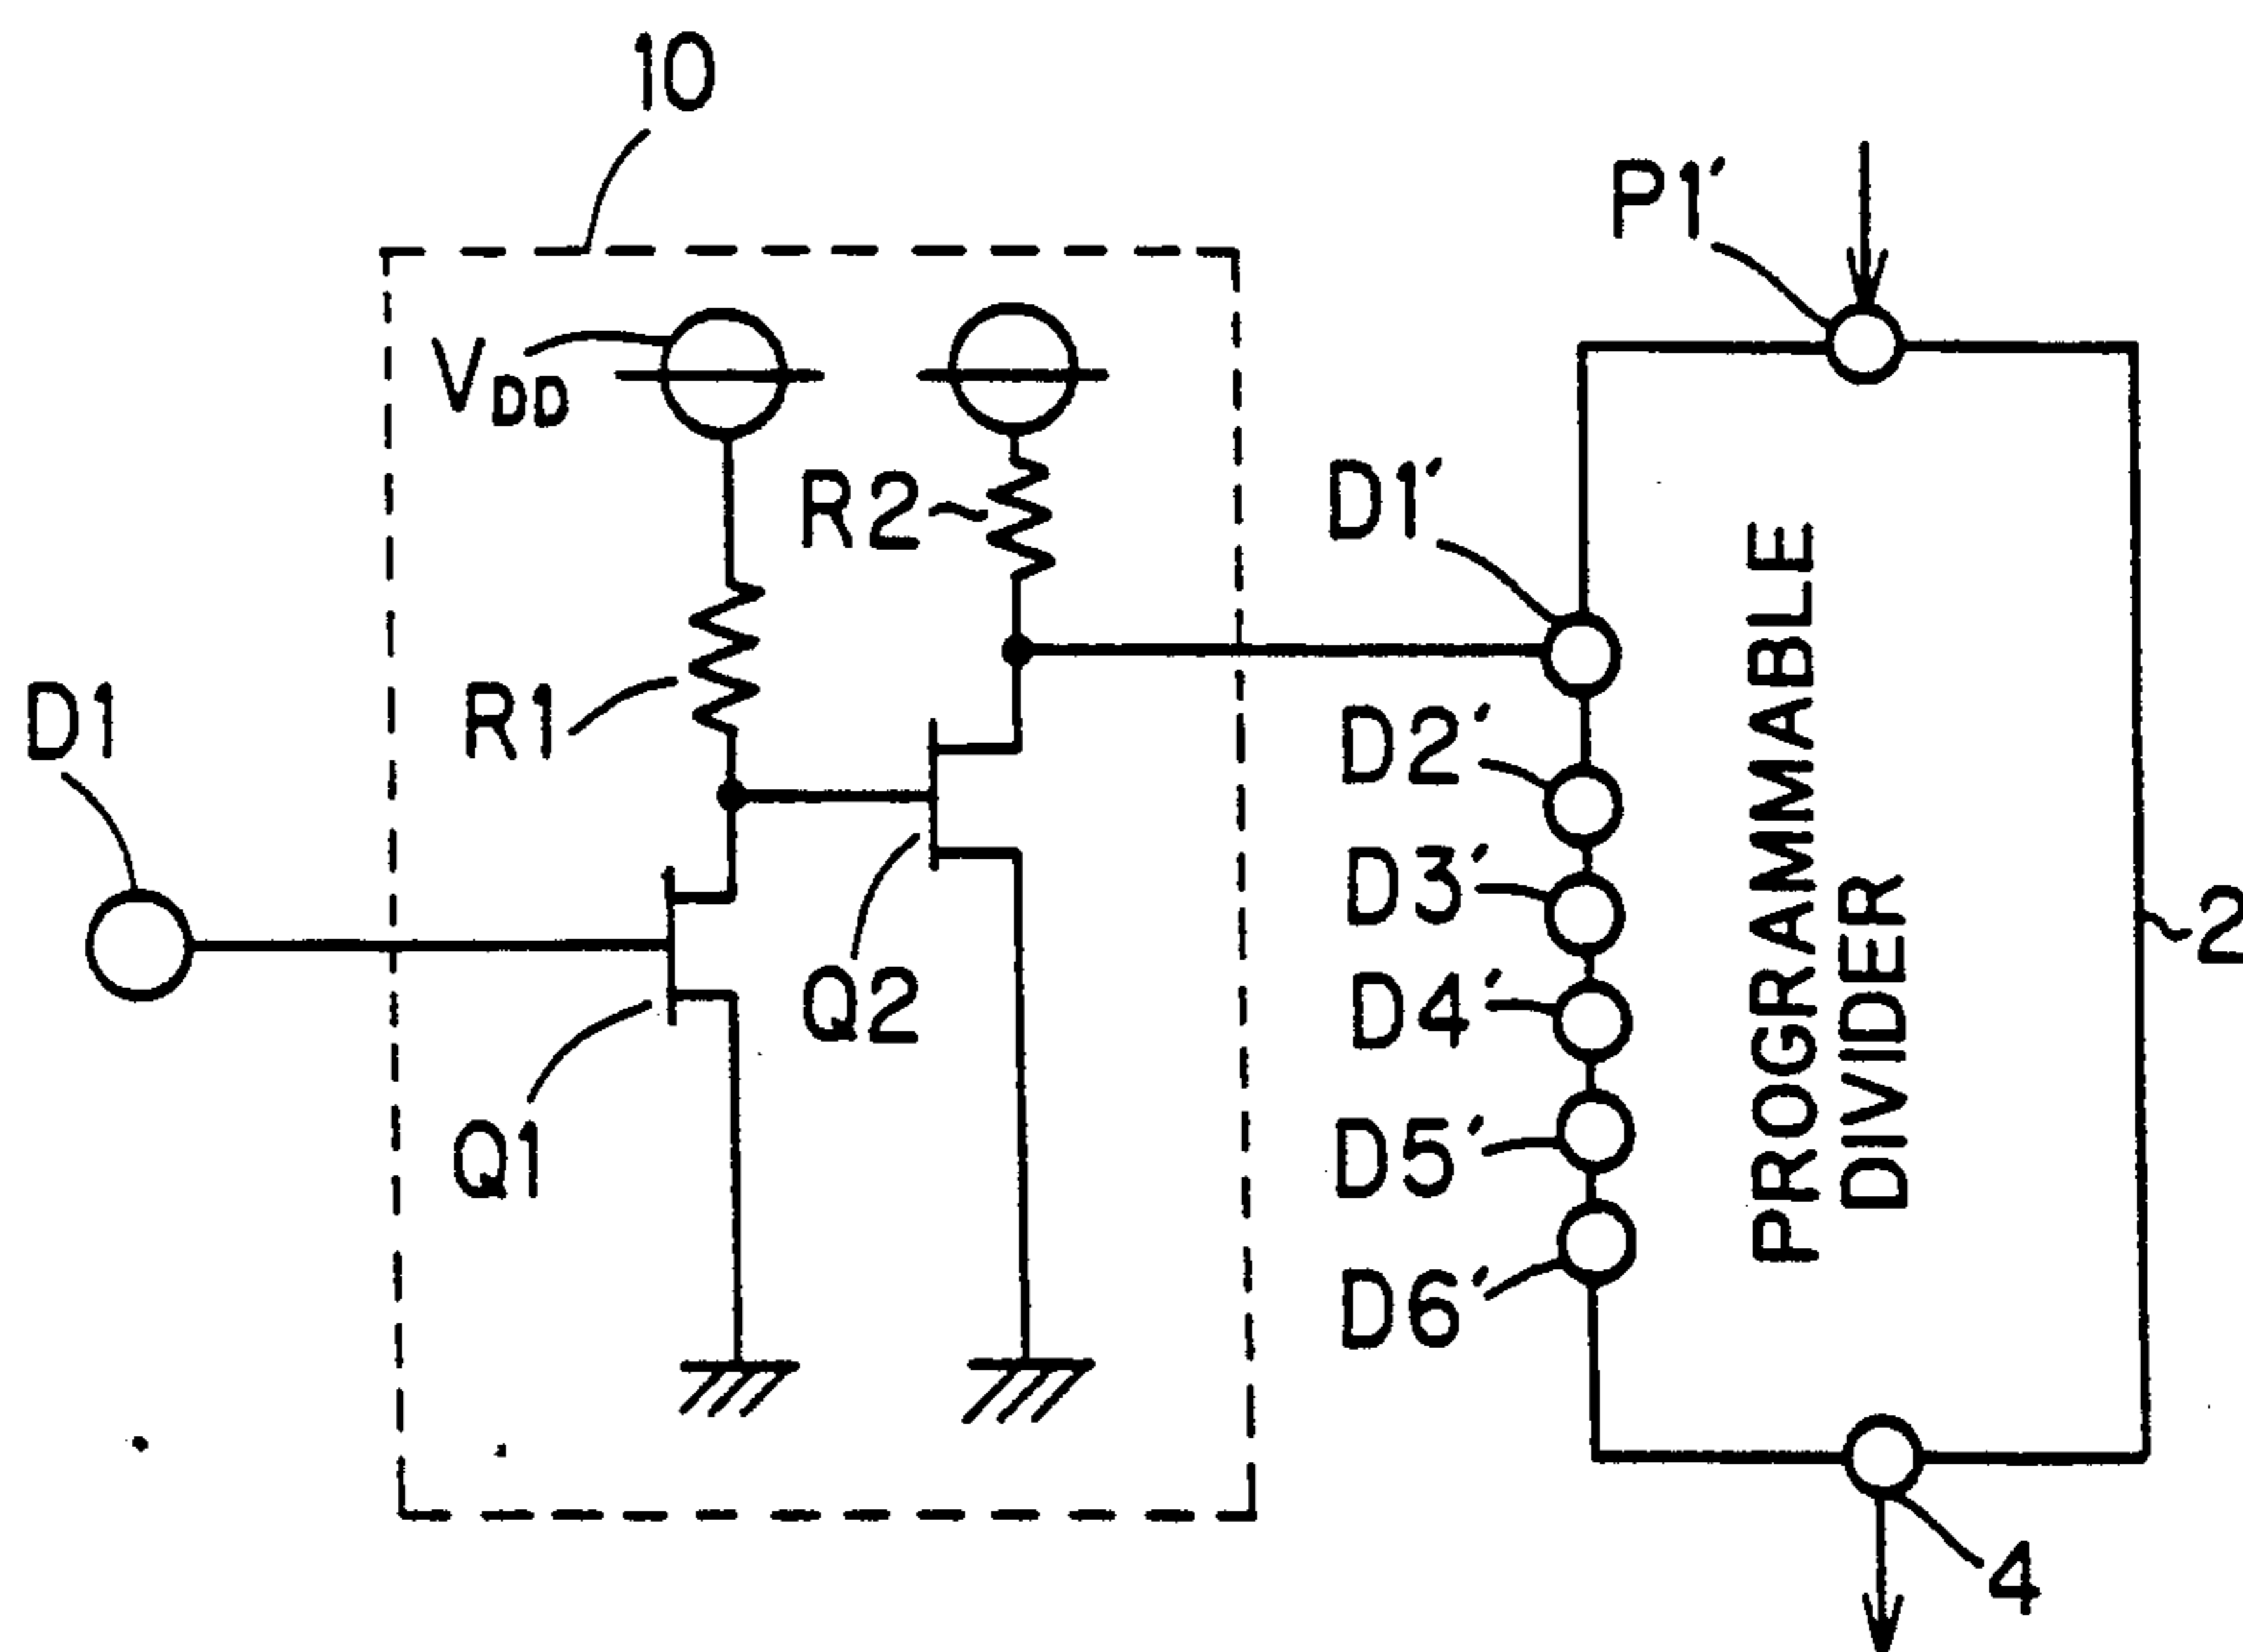 10
P1′
VDD
R2
D1′
D1
R1
D2′
D3′
2
Q2
D4′
Q1
D5′
D6′
4
PROGRAMMABLE
DIVIDER